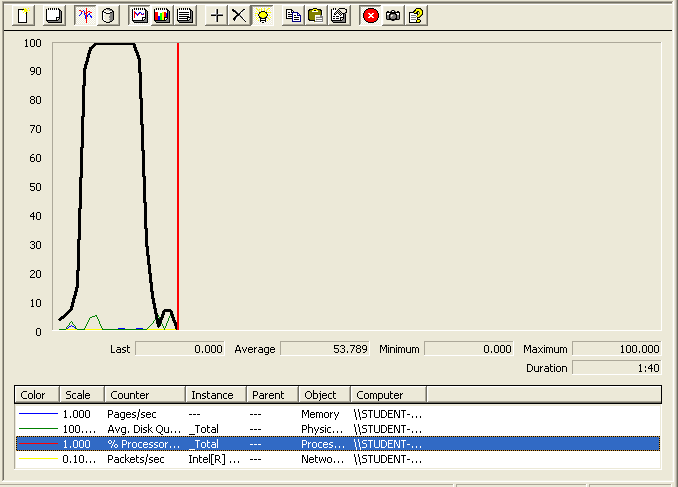 100
90
80
70
60
50
40
30
20
10
0
Last 0.000 Average 53.789 Minimum 0.000 Maximum 100.000
Duration 1:40
Color Scale Counter Instance Parent Object Computer
1.000 Pages/sec --- --- Memory \\STUDENT-...
100.... Avg. Disk Qu... _Total --- Physic... \\STUDENT-...
1.000 % Processor... _Total --- Proces... \\STUDENT-...
0.10... Packets/sec Intel[R] ... --- Netwo... \\STUDENT-...